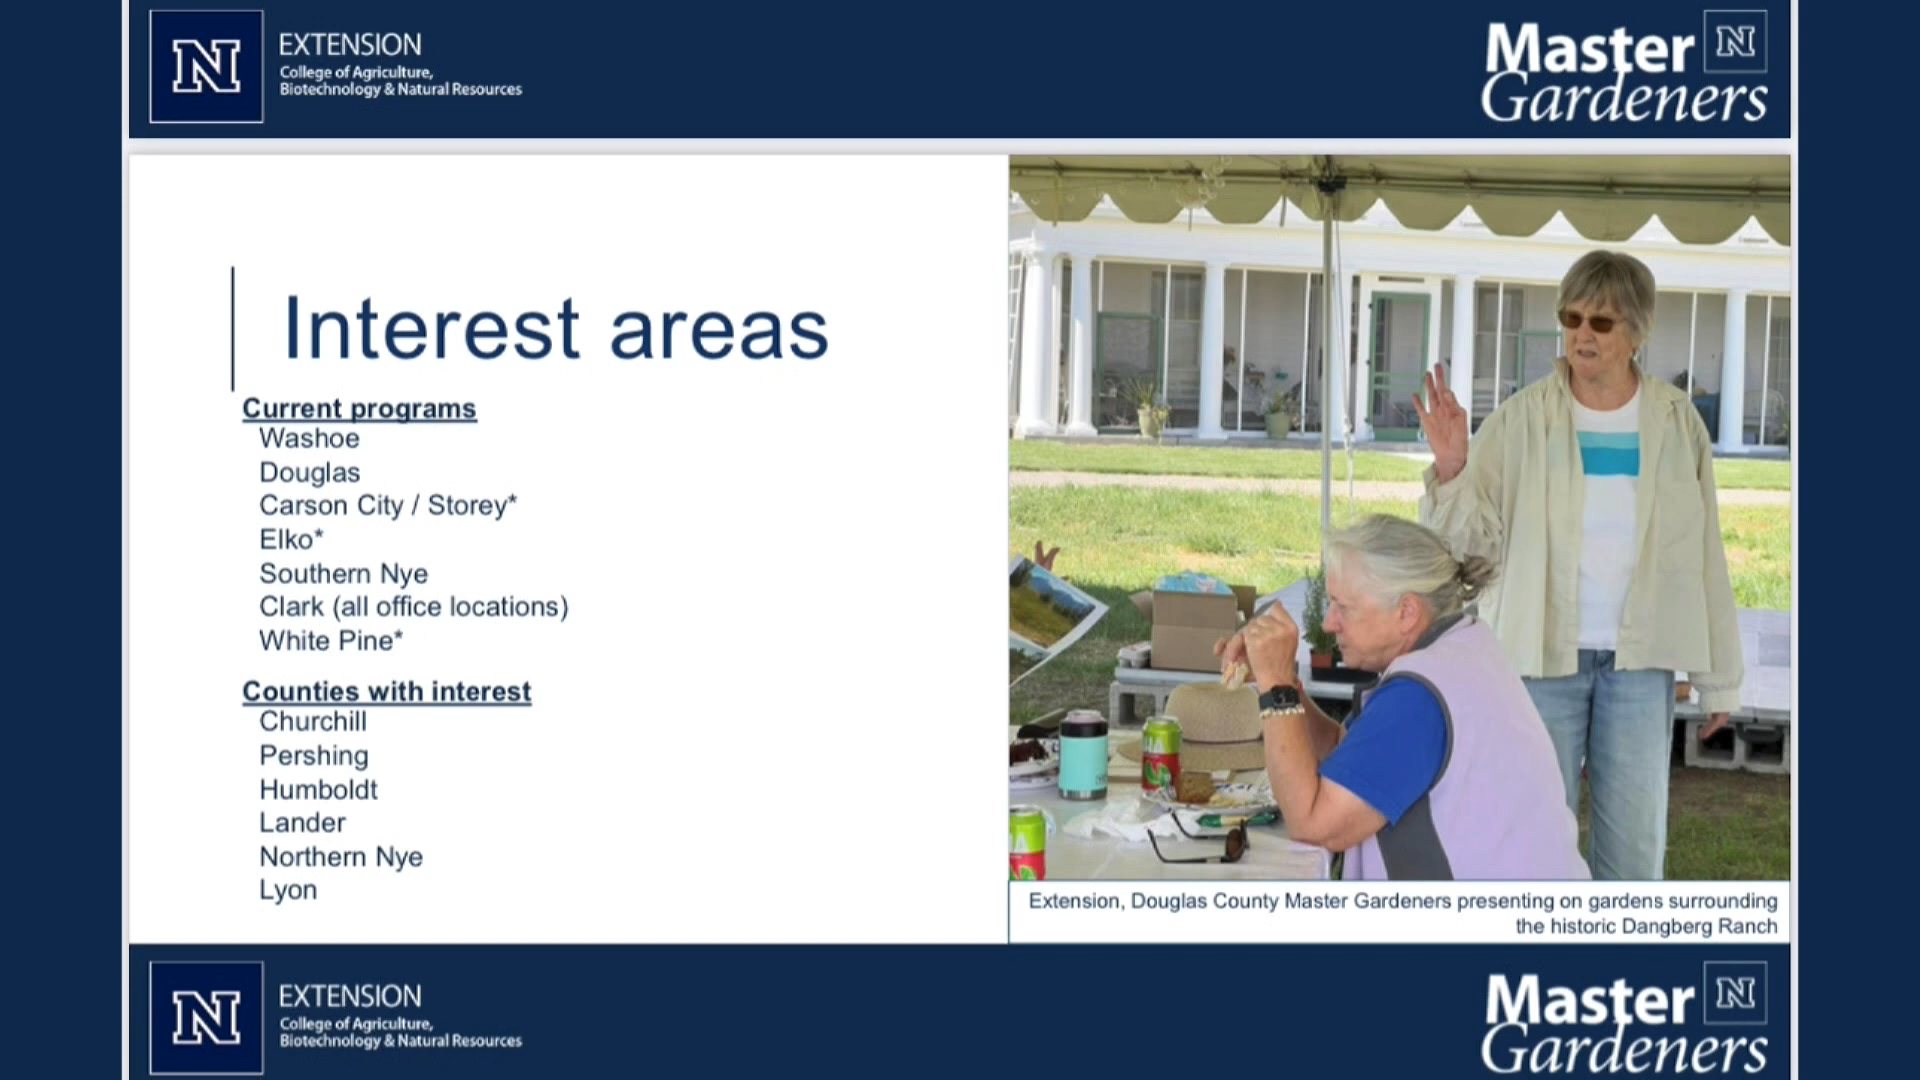 N
EXTENSION
College of Agriculture,
Biotechnology & Natural Resources
Master N
Gardeners
Interest areas
Current programs
Washoe
Douglas
Carson City / Storey*
Elko*
Southern Nye
Clark (all office locations)
White Pine*
Counties with interest
Churchill
Pershing
Humboldt
Lander
Northern Nye
Lyon
Extension, Douglas County Master Gardeners presenting on gardens surrounding
the historic Dangberg Ranch
N
EXTENSION
College of Agriculture,
Biotechnology & Natural Resources
Master N
Gardeners